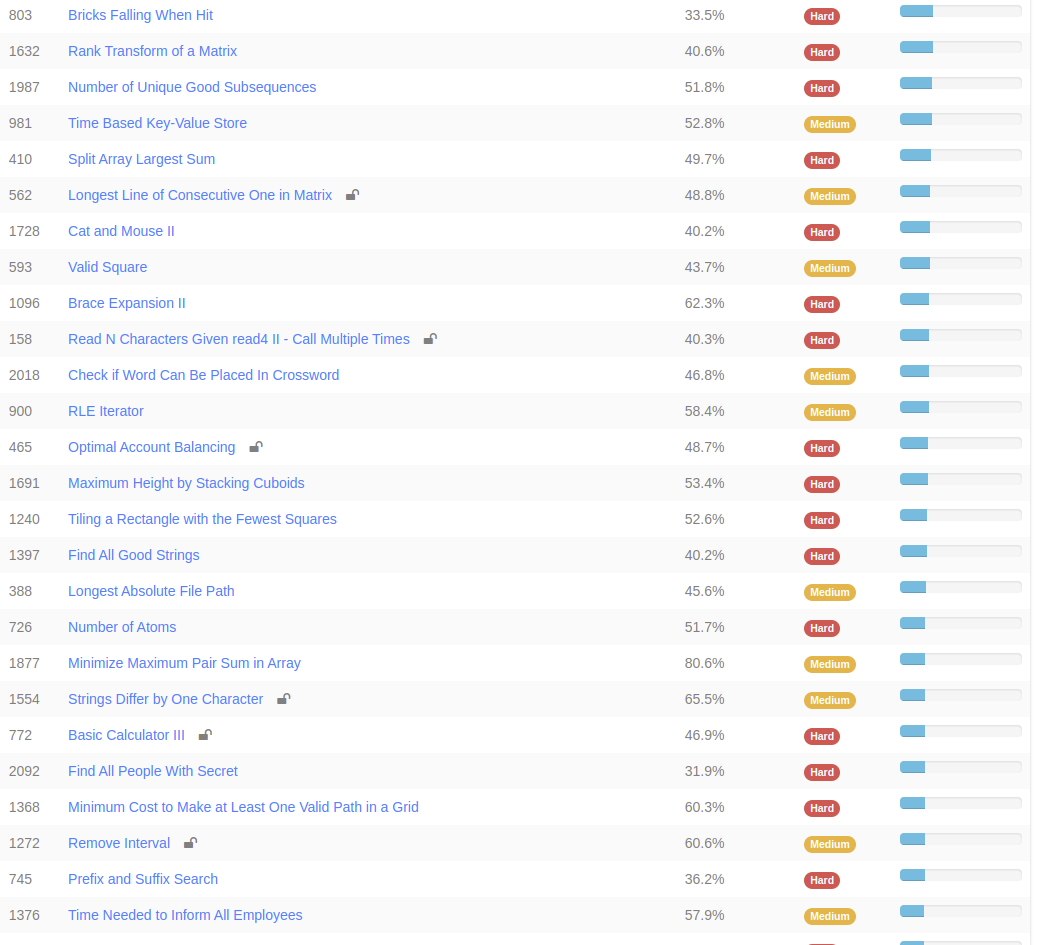 803 Bricks Falling When Hit 33.5% Hard
1632 Rank Transform of a Matrix 40.6% Hard
1987 Number of Unique Good Subsequences 51.8% Hard
981 Time Based Key-Value Store 52.8% Medium
410 Split Array Largest Sum 49.7% Hard
562 Longest Line of Consecutive One in Matrix 48.8% Medium
1728 Cat and Mouse II 40.2% Hard
593 Valid Square 43.7% Medium
1096 Brace Expansion II 62.3% Hard
158 Read N Characters Given read4 II - Call Multiple Times 40.3% Hard
2018 Check if Word Can Be Placed In Crossword 46.8% Medium
900 RLE Iterator 58.4% Medium
465 Optimal Account Balancing 48.7% Hard
1691 Maximum Height by Stacking Cuboids 53.4% Hard
1240 Tiling a Rectangle with the Fewest Squares 52.6% Hard
1397 Find All Good Strings 40.2% Hard
388 Longest Absolute File Path 45.6% Medium
726 Number of Atoms 51.7% Hard
1877 Minimize Maximum Pair Sum in Array 80.6% Medium
1554 Strings Differ by One Character 65.5% Medium
772 Basic Calculator III 46.9% Hard
2092 Find All People With Secret 31.9% Hard
1368 Minimum Cost to Make at Least One Valid Path in a Grid 60.3% Hard
1272 Remove Interval 60.6% Medium
745 Prefix and Suffix Search 36.2% Hard
1376 Time Needed to Inform All Employees 57.9% Medium